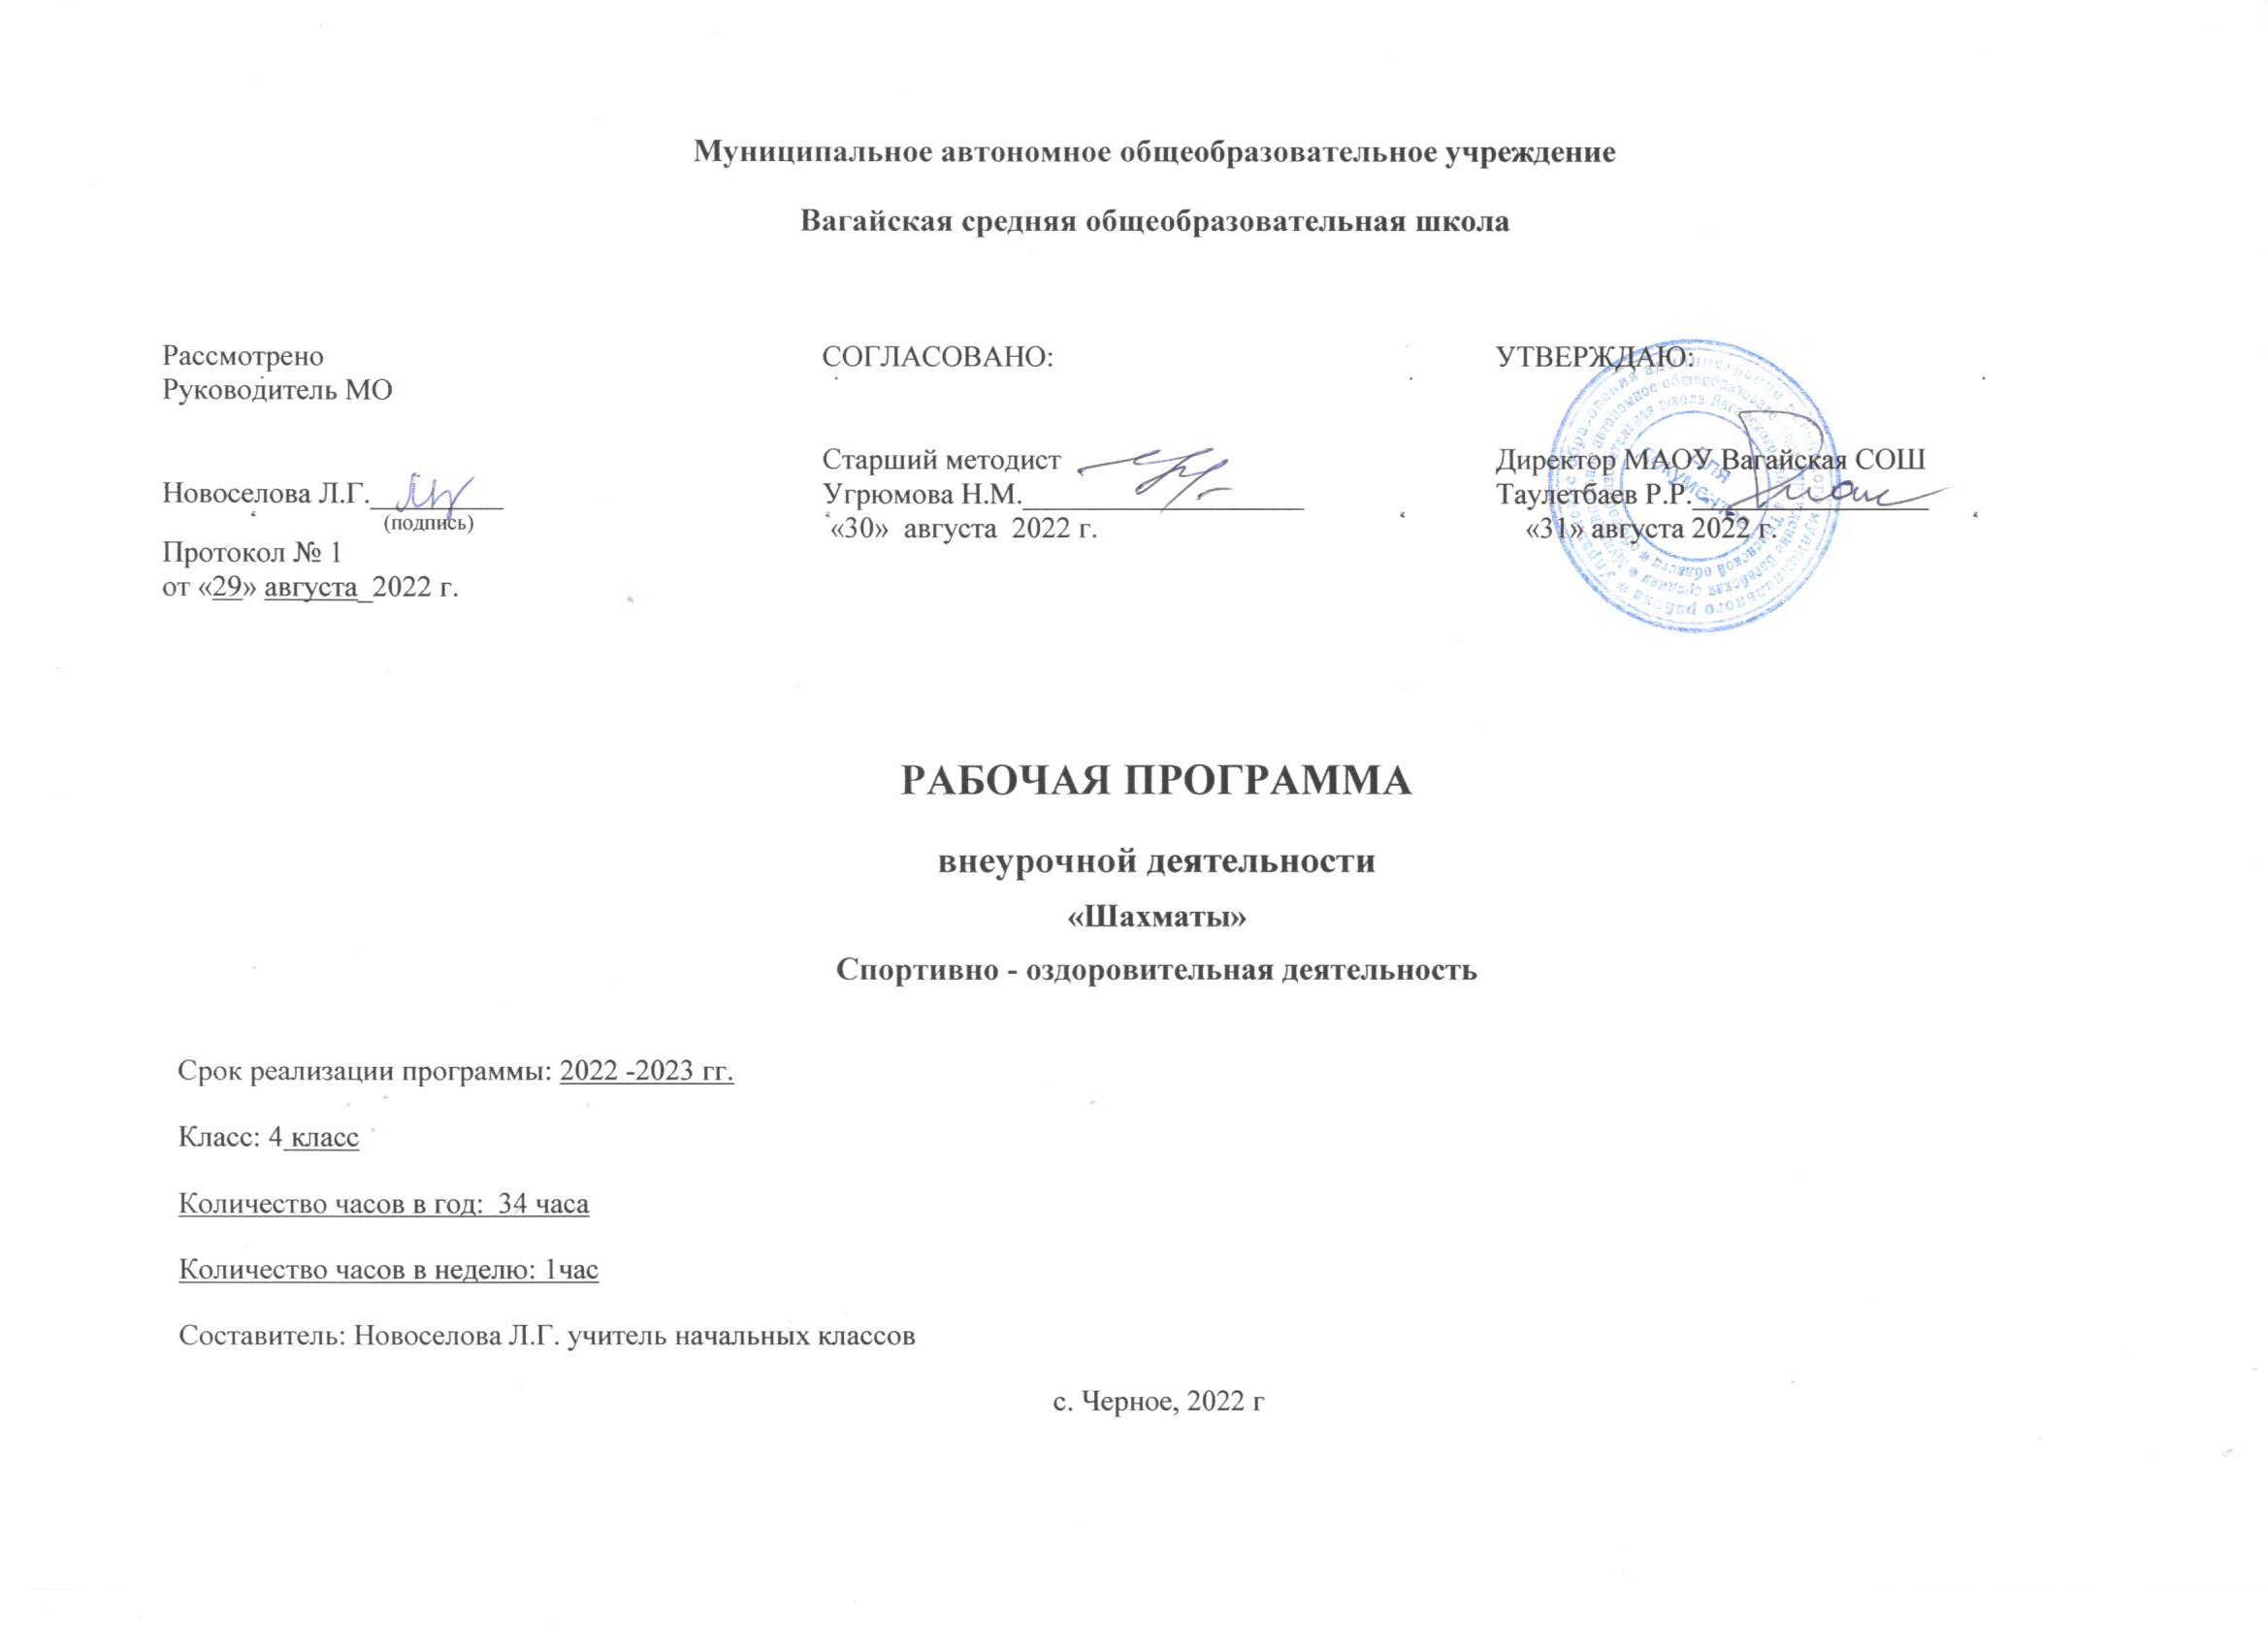 Муниципальное автономное общеобразовательное учреждение
Вагайская средняя общеобразовательная школа
Рассмотрено
Руководитель МО
Новоселова Л.Г.
(подпись)
Протокол № 1
от «29» августа_2022 г.
СОГЛАСОВАНО:
Старший методист
Угрюмова Н.М.
«30» августа 2022 г.
УТВЕРЖДАЮ:
Директор МАОУ Вагайская СОШ
Таулетбаев Р.Р.
«31» августа 2022 г.
Для
документов
РАБОЧАЯ ПРОГРАММА
внеурочной деятельности
«Шахматы»
Спортивно - оздоровительная деятельность
Срок реализации программы: 2022 -2023 гг.
Класс: 4 класс
Количество часов в год: 34 часа
Количество часов в неделю: 1час
Составитель: Новоселова Л.Г. учитель начальных классов
с. Черное, 2022 г